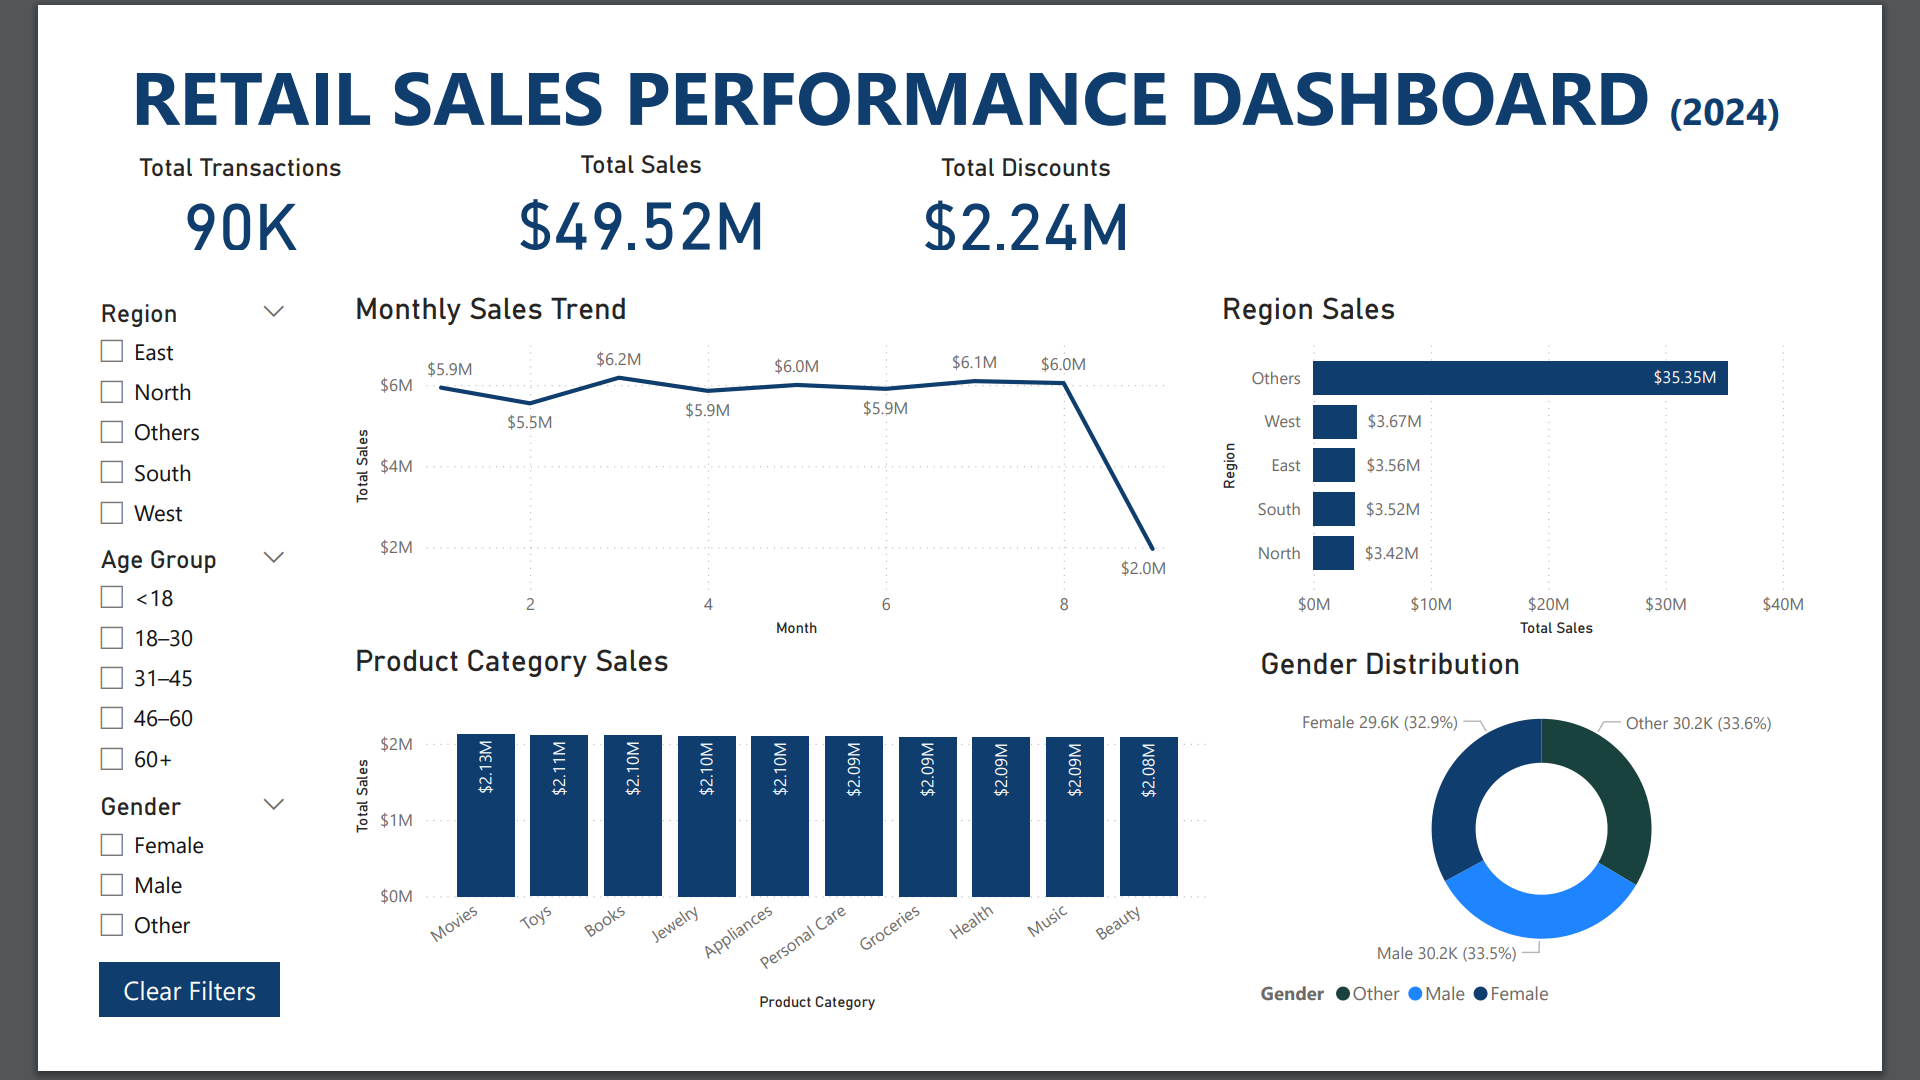 RETAIL SALES PERFORMANCE DASHBOARD (2024)
Total Transactions
90K
Total Sales
$49.52M
Total Discounts
$2.24M
Region
East
North
Others
South
West
Age Group
<18
18–30
31–45
46–60
60+
Gender
Female
Male
Other
Clear Filters
Monthly Sales Trend
Total Sales
$6M
$4M
$2M
$5.9M
$5.5M
$6.2M
$5.9M
$6.0M
$5.9M
$6.1M
$6.0M
$2.0M
2
4
6
8
Month
Region Sales
Region
Others
$35.35M
West
$3.67M
East
$3.56M
South
$3.52M
North
$3.42M
$0M
$10M
$20M
$30M
$40M
Total Sales
Product Category Sales
Total Sales
$2M
$1M
$0M
$2.13M
$2.11M
$2.10M
$2.10M
$2.10M
$2.09M
$2.09M
$2.09M
$2.09M
$2.08M
Movies
Toys
Books
Jewelry
Appliances
Personal Care
Groceries
Health
Music
Beauty
Product Category
Gender Distribution
Female 29.6K (32.9%)
Other 30.2K (33.6%)
Male 30.2K (33.5%)
Gender Other Male Female